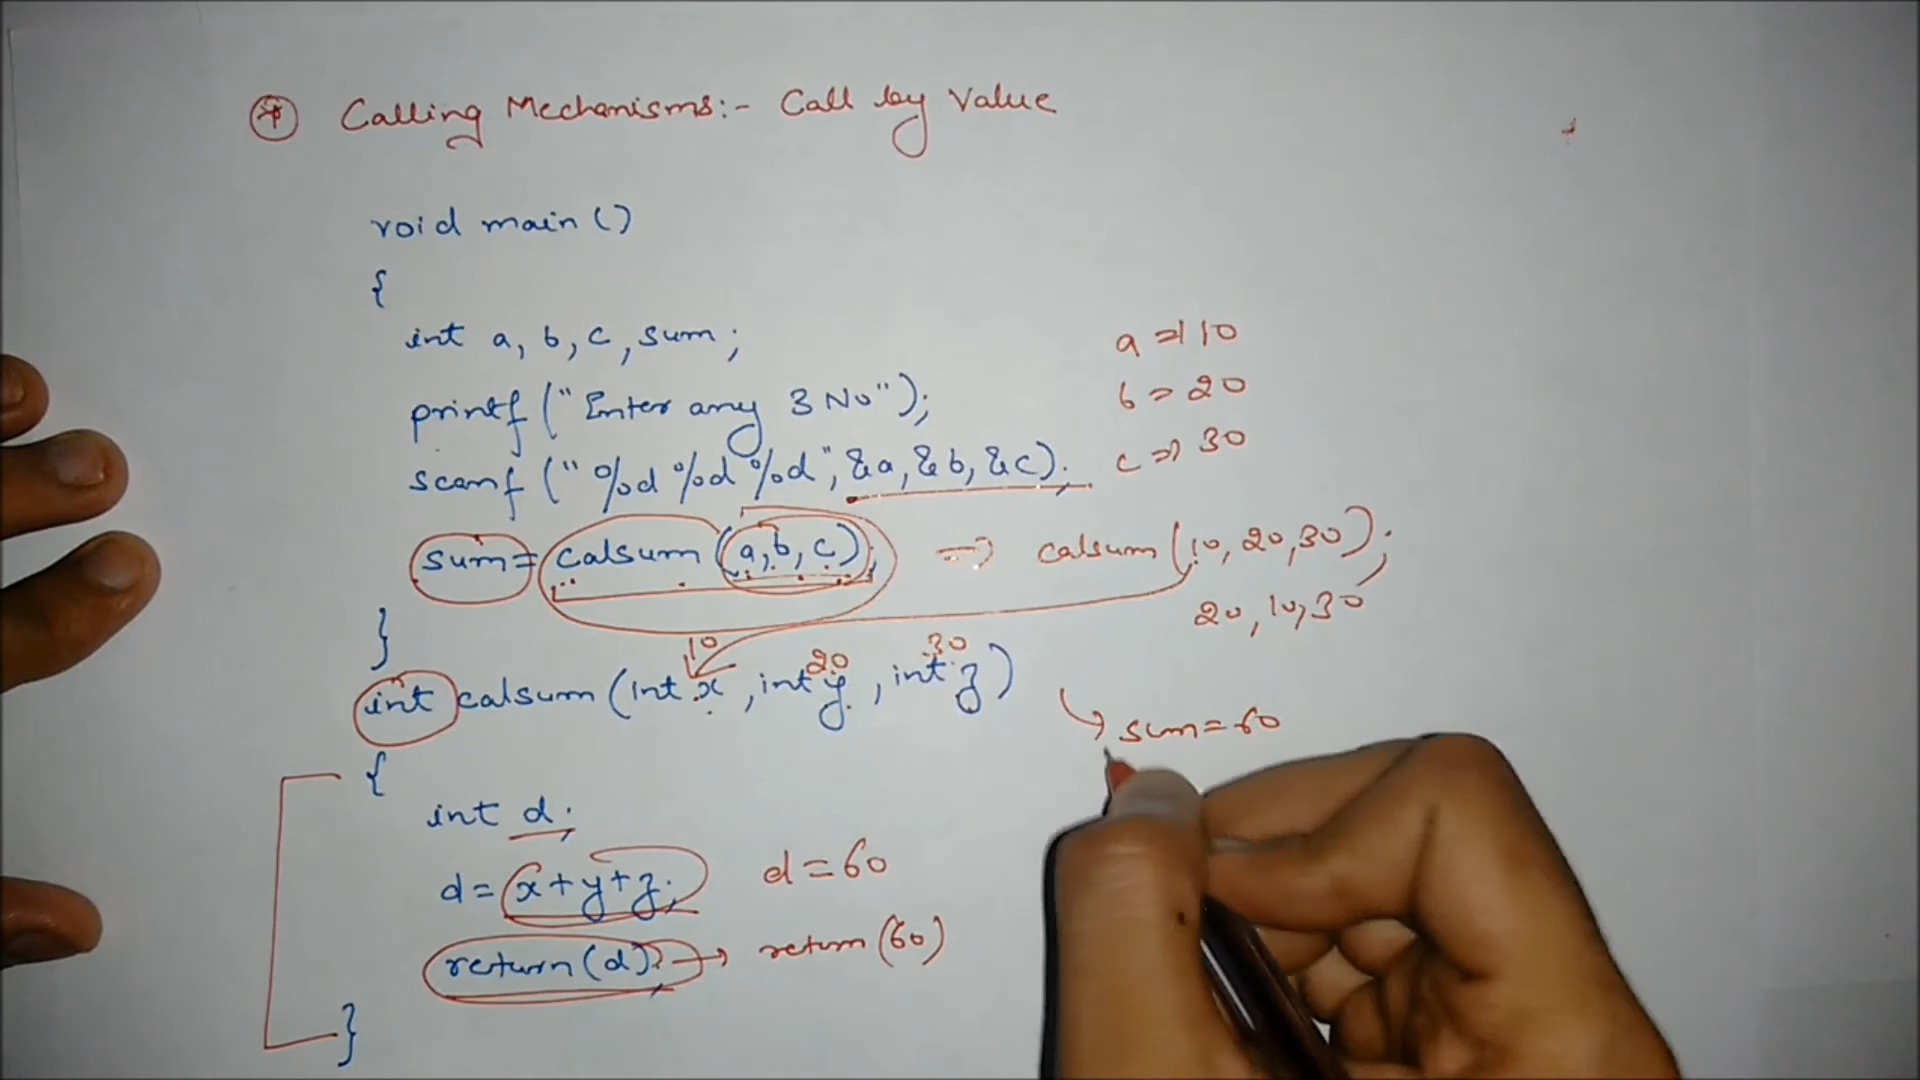 * Calling Mechanisms:- Call by Value
void main ()
{
int a, b, c, sum;
a => 10
printf ("Enter any 3 No");
b => 20
scanf ("%d %d %d", &a, &b, &c);
c => 30
sum = calsum (a, b, c); => calsum (10, 20, 30);
20, 10, 30
}
10 20 30
int calsum (int x, int y, int z)
sum = 60
{
int d;
d = x+y+z; d = 60
return (d); → return (60)
}